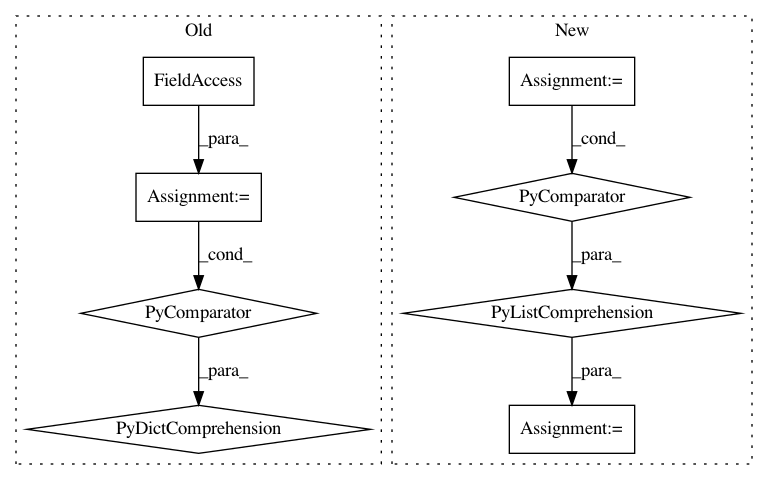 Old
FieldAccess
_para_
Assignment:=
_cond_
PyComparator
_para_
PyDictComprehension
New
Assignment:=
_cond_
PyComparator
_para_
PyListComprehension
_para_
Assignment:=